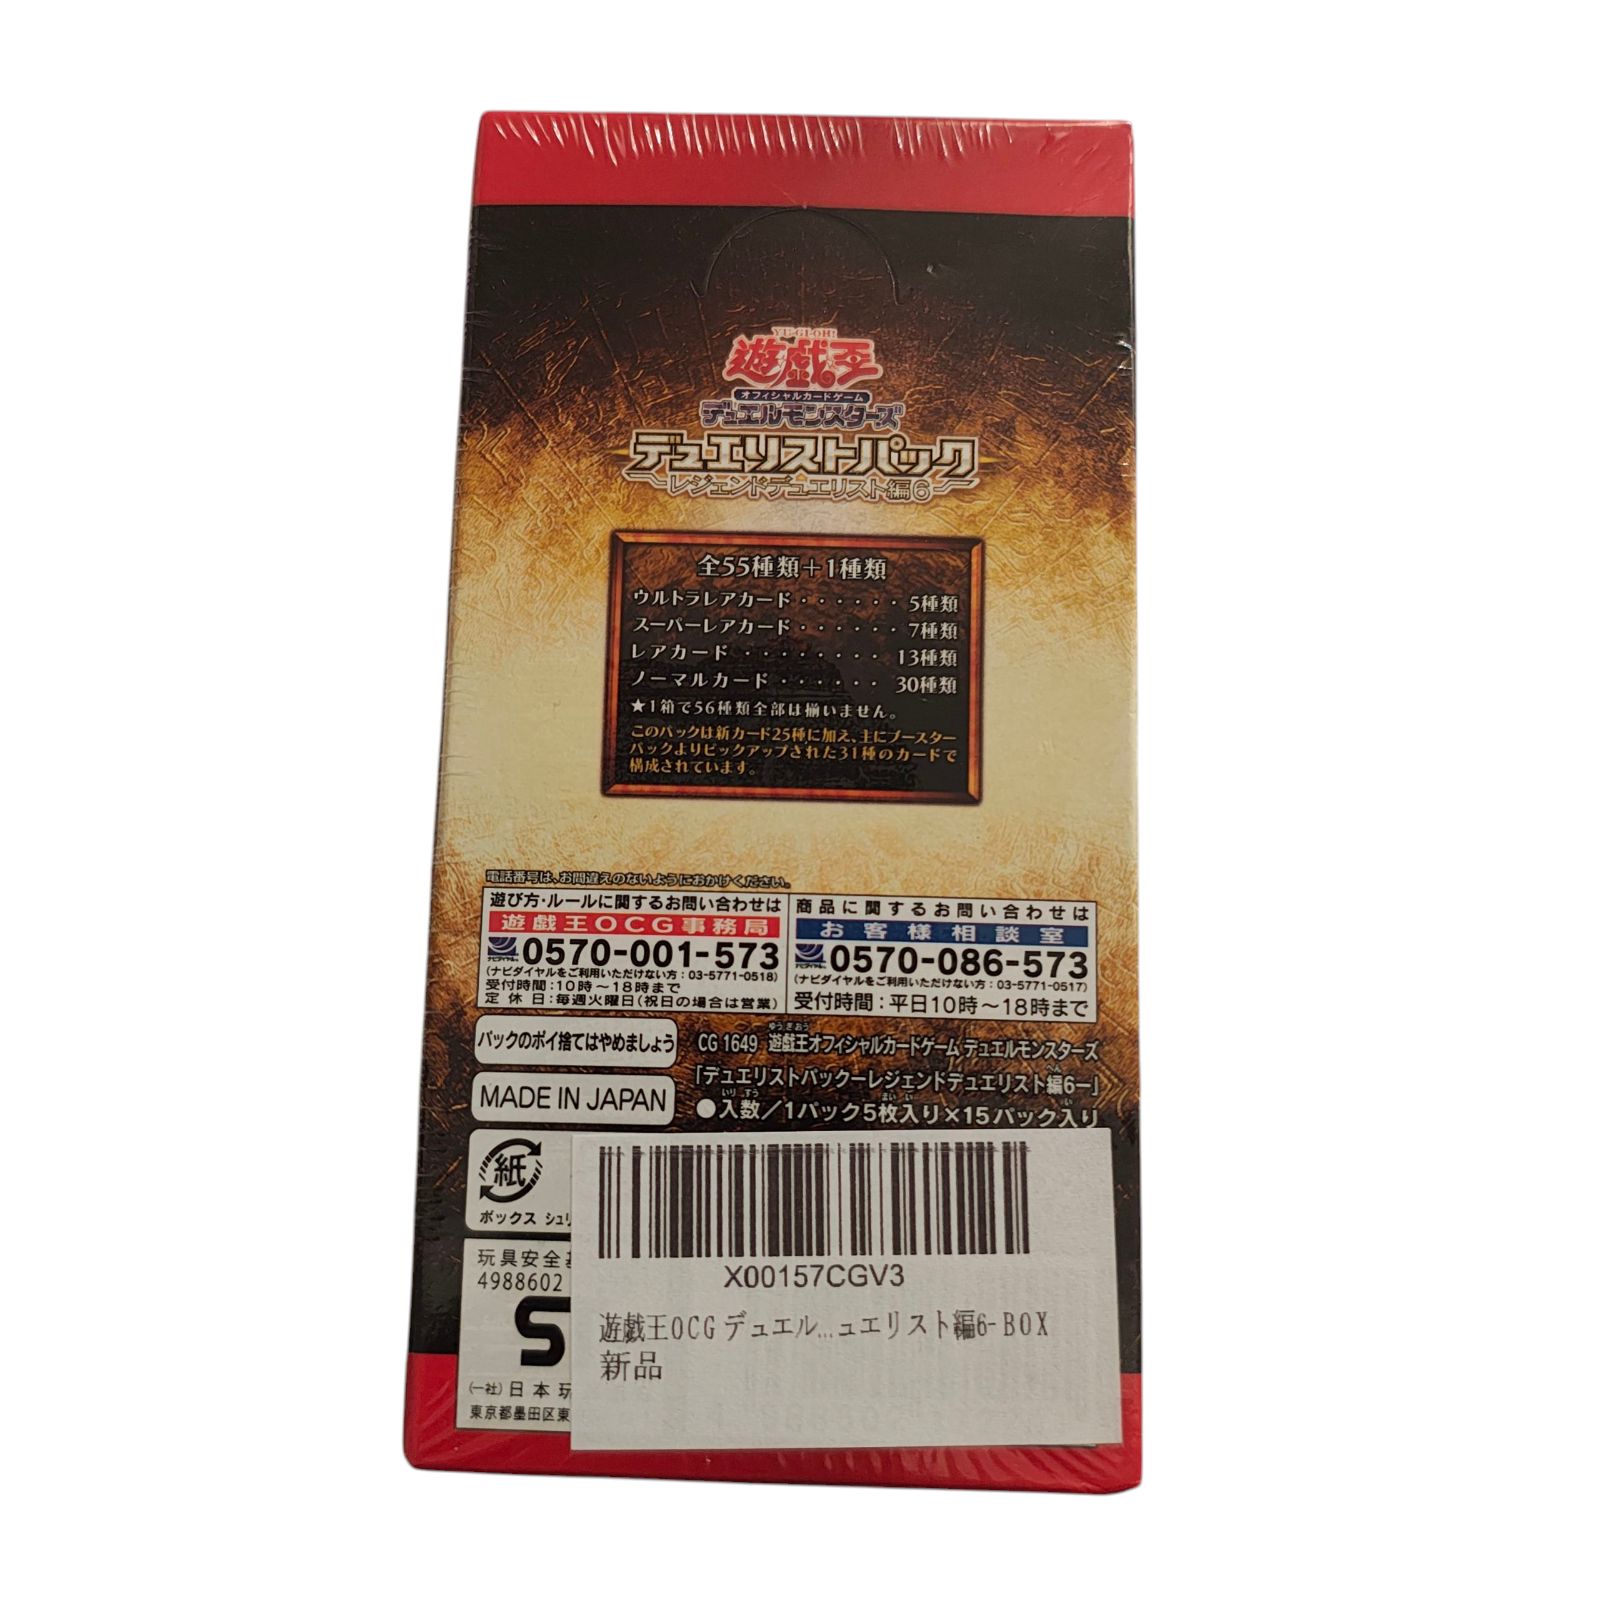 YU-GI-OH!
遊戯王
オフィシャルカードゲーム
デュエルモンスターズ
デュエリストパック
～レジェンドデュエリスト編6～
全55種類+1種類
ウルトラレアカード・・・・・・5種類
スーパーレアカード・・・・・・7種類
レアカード・・・・・・・・・13種類
ノーマルカード・・・・・・30種類
★1箱で56種類全部は揃いません。
このパックは新カード25種に加え、主にブースター
パックよりピックアップされた31種のカードで
構成されています。
電話番号は、お間違えのないようにおかけください。
遊び方・ルールに関するお問い合わせは
遊戯王OCG事務局
0570-001-573
(ナビダイヤルをご利用いただけない方:03-5771-0518)
受付時間:10時～18時まで
定休日:毎週火曜日(祝日の場合は営業)
商品に関するお問い合わせは
お客様相談室
0570-086-573
(ナビダイヤルをご利用いただけない方:03-5771-0517)
受付時間:平日10時～18時まで
パックのポイ捨てはやめましょう
MADE IN JAPAN
CG 1649 遊戯王オフィシャルカードゲーム デュエルモンスターズ
「デュエリストパックーレジェンドデュエリスト編6ー」
●入数/1パック5枚入り×15パック入り
紙
ボックス シュリ
玩具安全基
4988602
S
(一社)日本玩
東京都墨田区東
X00157CGV3
遊戯王OCG デュエル...ュエリスト編6- BOX
新品